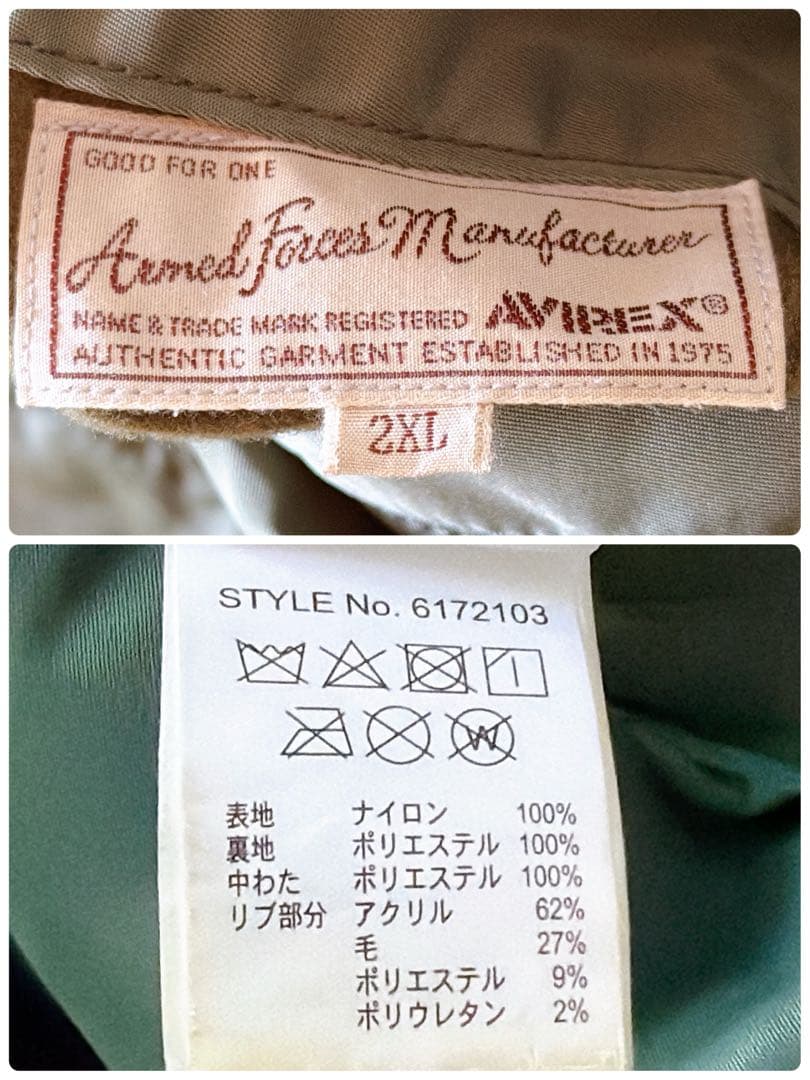 GOOD FOR ONE
Armed Forces Manufacturer
NAME & TRADE MARK REGISTERED AVIREX®
AUTHENTIC GARMENT ESTABLISHED IN 1975
2XL
STYLE No. 6172103
W
表地 ナイロン 100%
裏地 ポリエステル 100%
中わた ポリエステル 100%
リブ部分 アクリル 62%
毛 27%
ポリエステル 9%
ポリウレタン 2%